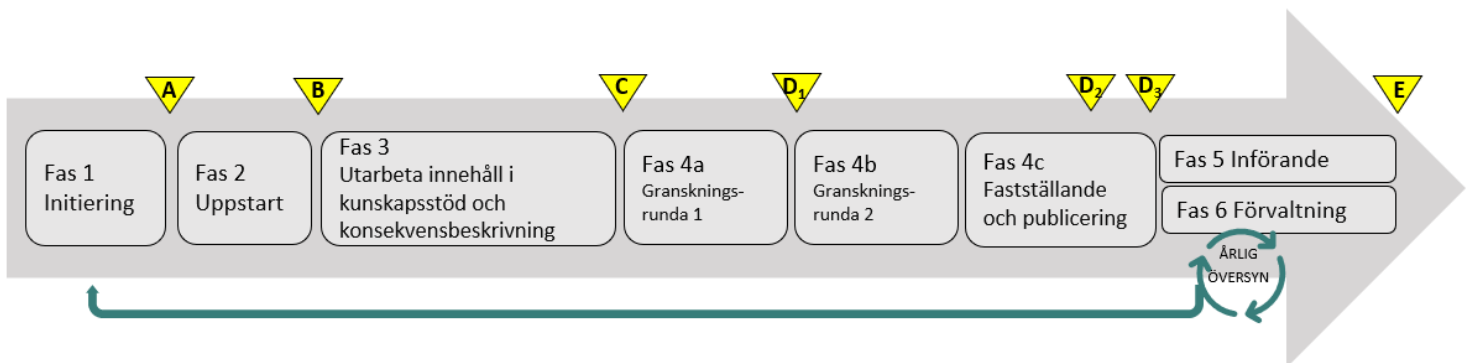 A
B
C
D₁
D₂
D₃
E
Fas 1
Initiering
Fas 2
Uppstart
Fas 3
Utarbeta innehåll i
kunskapsstöd och
konsekvensbeskrivning
Fas 4a
Gransknings-
runda 1
Fas 4b
Gransknings-
runda 2
Fas 4c
Fastställande
och publicering
Fas 5 Införande
Fas 6 Förvaltning
ÅRLIG
ÖVERSYN